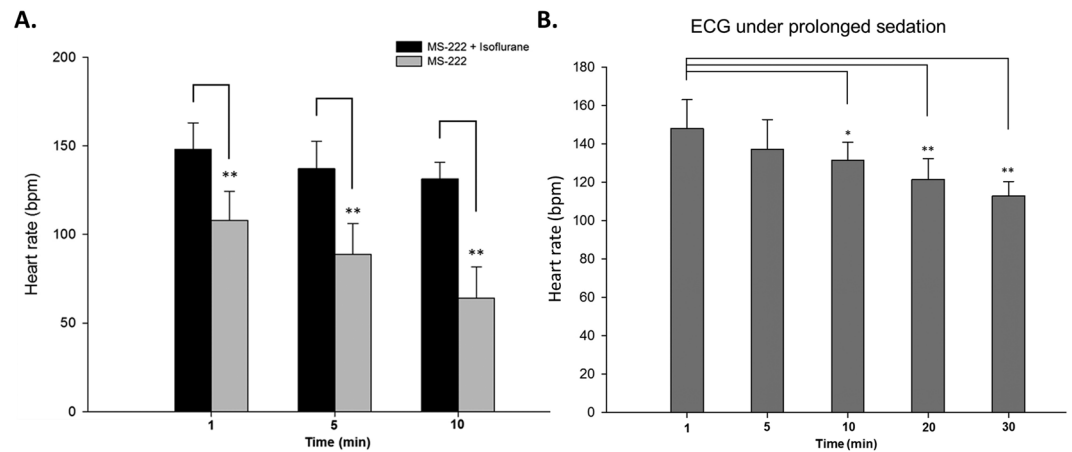 A.
MS-222 + Isoflurane
MS-222
200
150
100
50
0
Heart rate (bpm)
**
**
**
1 5 10
Time (min)
B.
ECG under prolonged sedation
180
160
140
120
100
80
60
40
20
0
Heart rate (bpm)
*
**
**
1 5 10 20 30
Time (min)